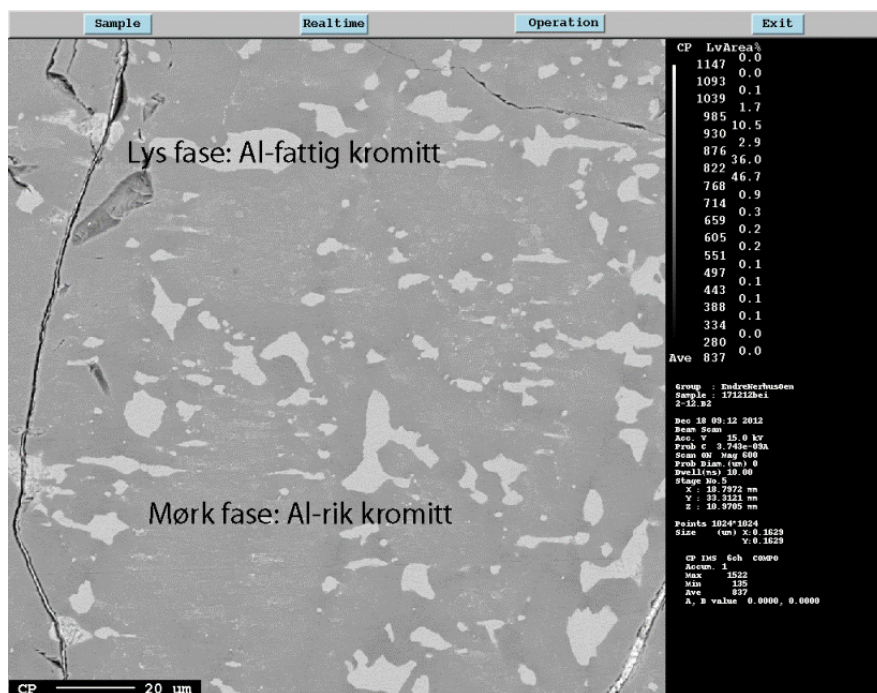 Sample Realtime Operation Exit
CP LvArea%
1147 0.0
1093 0.0
1039 0.1
985 1.7
930 10.5
876 2.9
822 36.0
768 46.7
714 0.9
659 0.3
605 0.2
551 0.2
497 0.1
443 0.1
388 0.1
334 0.1
280 0.0
Ave 837 0.0
Lys fase: Al-fattig kromitt
Mørk fase: Al-rik kromitt
CP 20 um
Group : EndreNerhusOen
Sample : 171212bei
2-12.B2
Dec 18 09:12 2012
Beam Scan
Acc. V 15.0 kV
Prob C 3.743e-09A
Scan ON Mag 600
Prob Diam.(um) 0
Dwell(ms) 10.00
Stage No.5
X : 18.7972 mm
Y : 33.3121 mm
Z : 10.9705 mm
Points 1024*1024
Size (um) X:0.1629
Y:0.1629
CP IMS 6ch COMPO
Accum. 1
Max 1522
Min 135
Ave 837
A, B value 0.0000, 0.0000